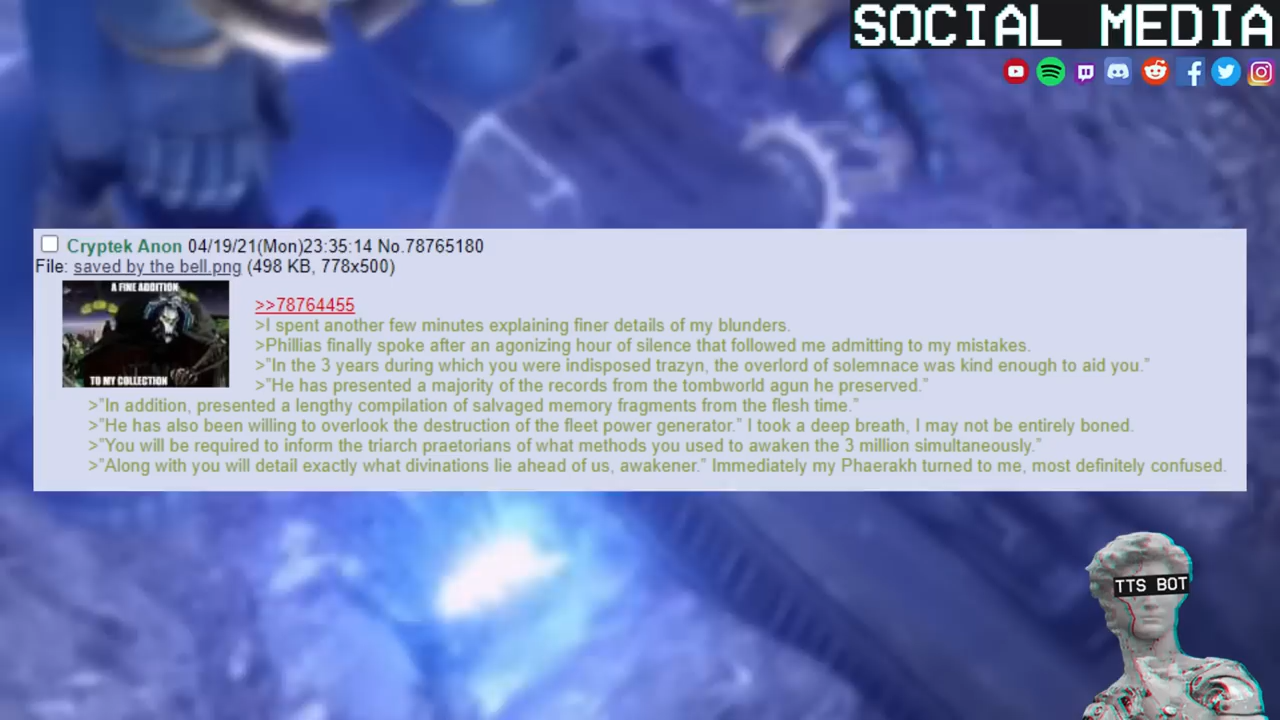 SOCIAL MEDIA
Cryptek Anon 04/19/21(Mon)23:35:14 No.78765180
File: saved by the bell.png (498 KB, 778x500)
A FINE ADDITION
TO MY COLLECTION
>>78764455
>I spent another few minutes explaining finer details of my blunders.
>Phillias finally spoke after an agonizing hour of silence that followed me admitting to my mistakes.
>"In the 3 years during which you were indisposed trazyn, the overlord of solemnace was kind enough to aid you."
>"He has presented a majority of the records from the tombworld agun he preserved."
>"In addition, presented a lengthy compilation of salvaged memory fragments from the flesh time."
>"He has also been willing to overlook the destruction of the fleet power generator." I took a deep breath, I may not be entirely boned.
>"You will be required to inform the triarch praetorians of what methods you used to awaken the 3 million simultaneously."
>"Along with you will detail exactly what divinations lie ahead of us, awakener." Immediately my Phaerakh turned to me, most definitely confused.
TTS BOT